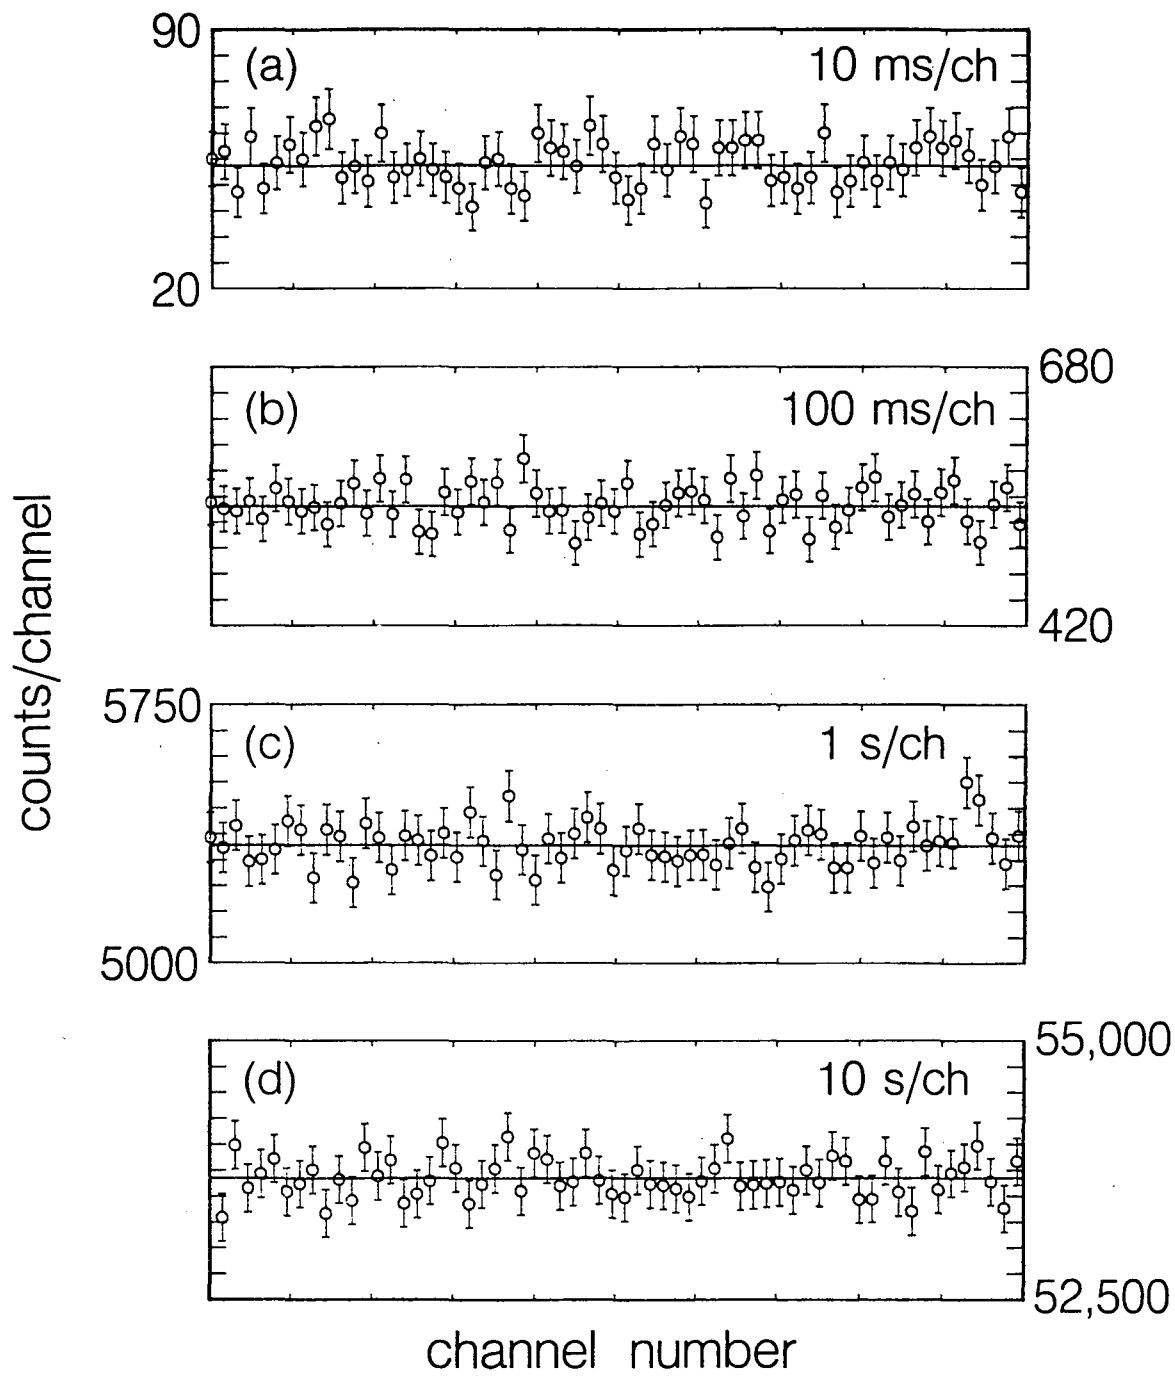 90
(a)
10 ms/ch
20
680
(b)
100 ms/ch
420
counts/channel
5750
(c)
1 s/ch
5000
55,000
(d)
10 s/ch
52,500
channel number